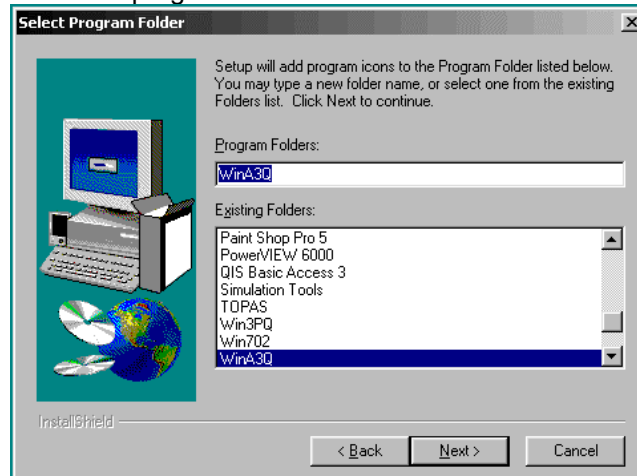 Select Program Folder
Setup will add program icons to the Program Folder listed below.
You may type a new folder name, or select one from the existing
Folders list. Click Next to continue.
Program Folders:
WinA3Q
Existing Folders:
Paint Shop Pro 5
PowerVIEW 6000
QIS Basic Access 3
Simulation Tools
TOPAS
Win3PQ
Win702
WinA3Q
InstallShield
< Back
Next >
Cancel